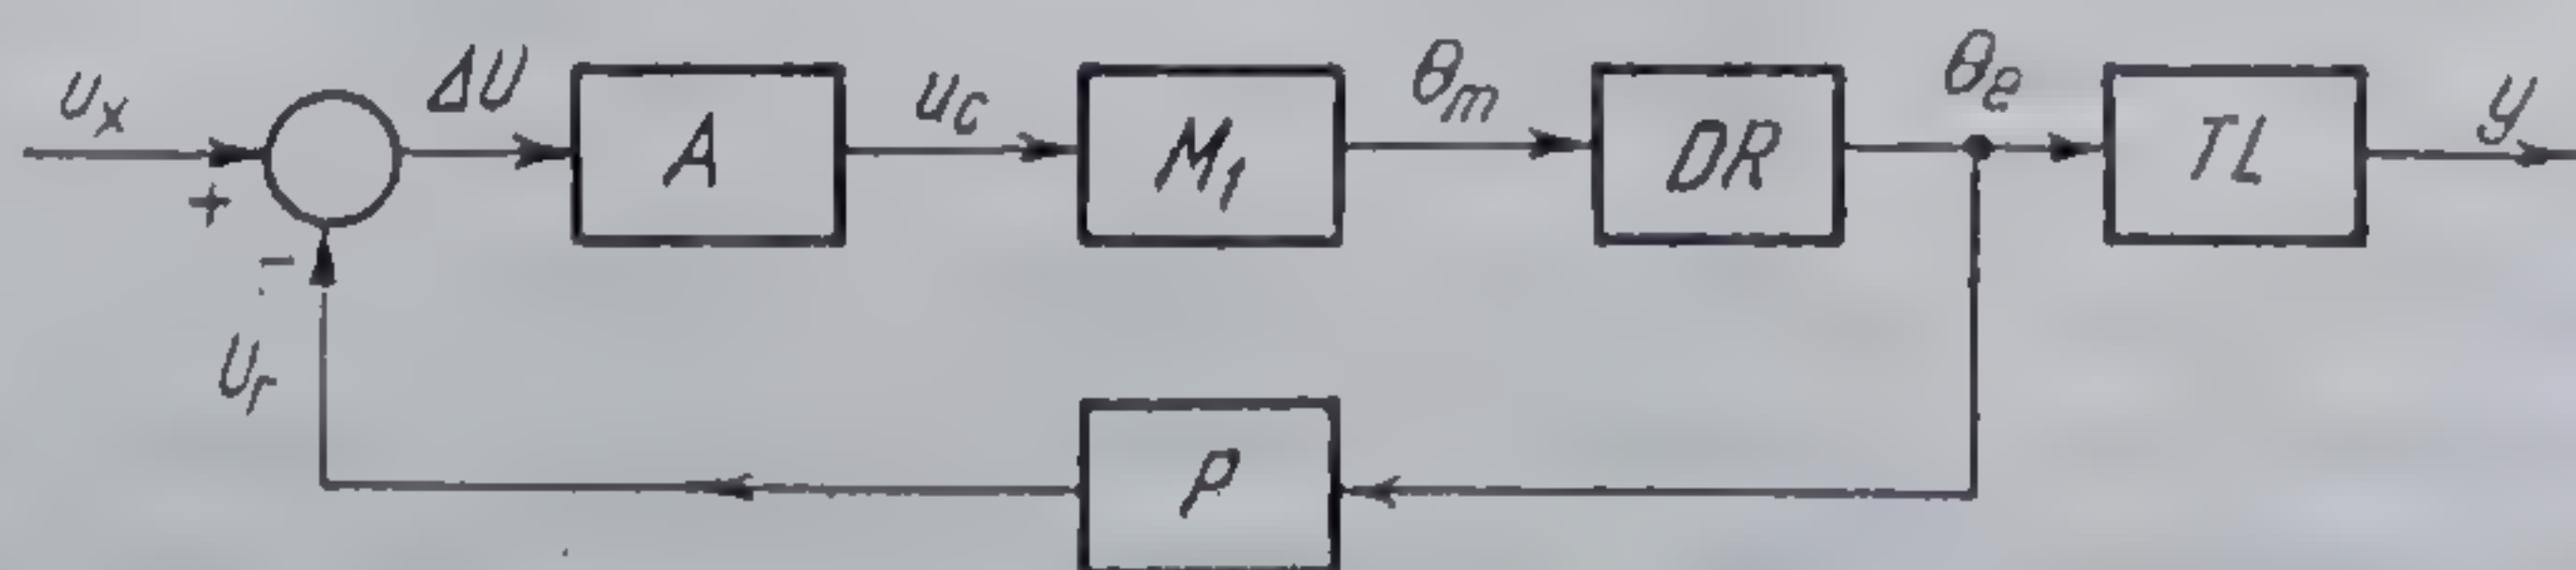 u_x ΔU A u_c M_1 θ_m DR θ_e TL y
+
-
U_r
P